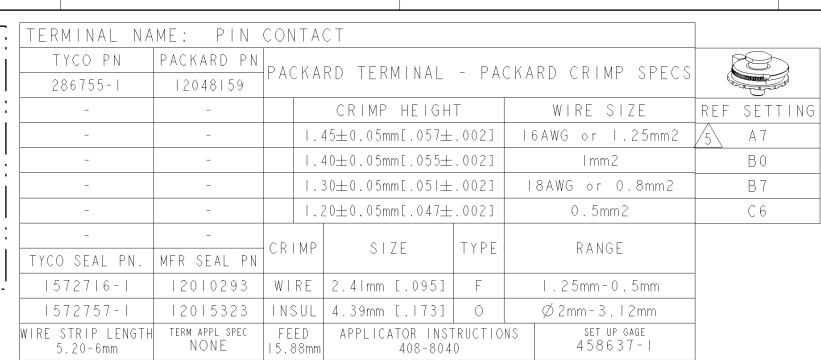 TERMINAL NAME: PIN CONTACT
TYCO PN PACKARD PN PACKARD TERMINAL - PACKARD CRIMP SPECS
286755-1 12048159
- - CRIMP HEIGHT WIRE SIZE REF SETTING
- - 1.45±0.05mm[.057±.002] 16AWG or 1.25mm2 5 A7
- - 1.40±0.05mm[.055±.002] 1mm2 B0
- - 1.30±0.05mm[.051±.002] 18AWG or 0.8mm2 B7
- - 1.20±0.05mm[.047±.002] 0.5mm2 C6
- - CRIMP SIZE TYPE RANGE
TYCO SEAL PN. MFR SEAL PN
1572716-1 12010293 WIRE 2.41mm [.095] F 1.25mm-0.5mm
1572757-1 12015323 INSUL 4.39mm [.173] O Ø2mm-3.12mm
WIRE STRIP LENGTH TERM APPL SPEC FEED APPLICATOR INSTRUCTIONS SET UP GAGE
5.20-6mm NONE 15.88mm 408-8040 458637-1